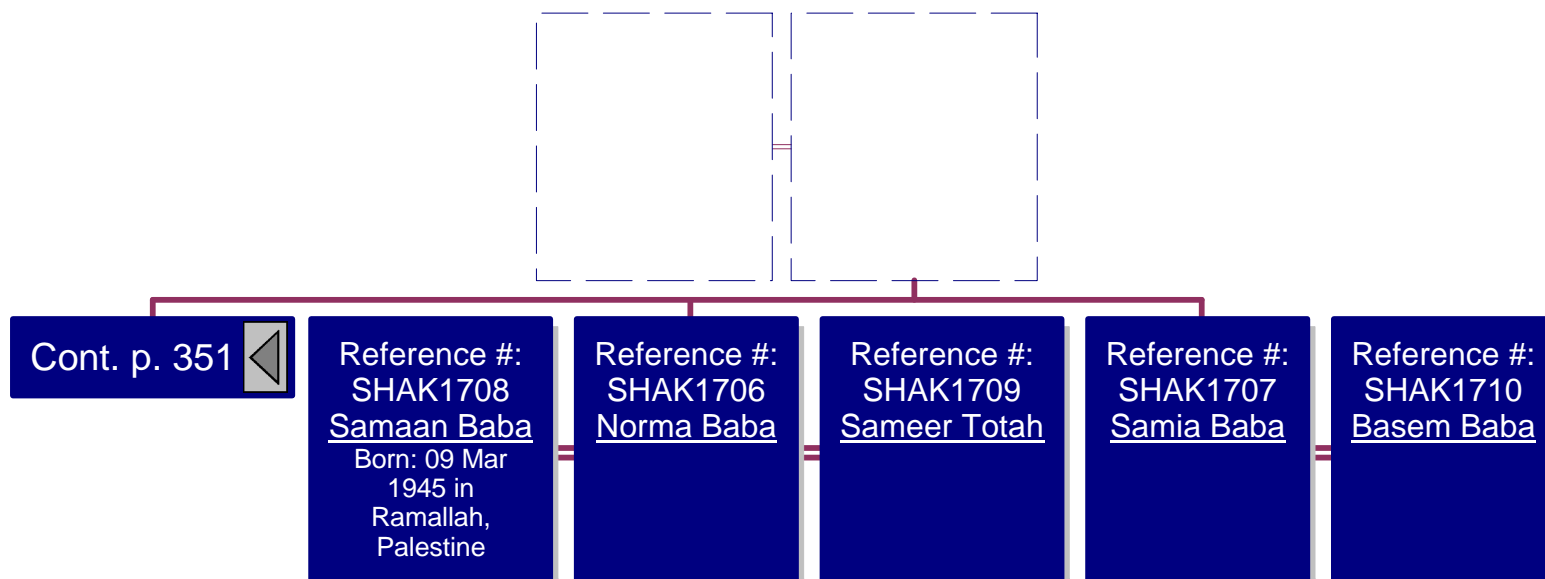 Cont. p. 351
Reference #:
SHAK1708
Samaan Baba
Born: 09 Mar
1945 in
Ramallah,
Palestine
Reference #:
SHAK1706
Norma Baba
Reference #:
SHAK1709
Sameer Totah
Reference #:
SHAK1707
Samia Baba
Reference #:
SHAK1710
Basem Baba